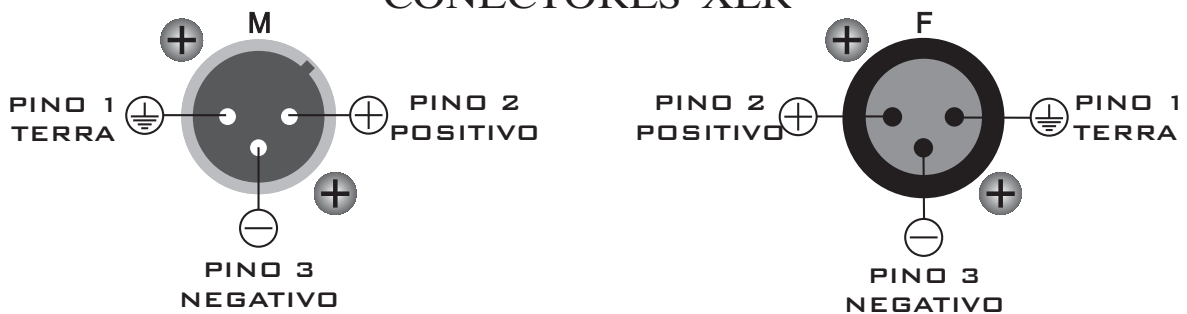 CONECTORES XLR
M
PINO 1
TERRA
PINO 2
POSITIVO
PINO 3
NEGATIVO
F
PINO 2
POSITIVO
PINO 1
TERRA
PINO 3
NEGATIVO